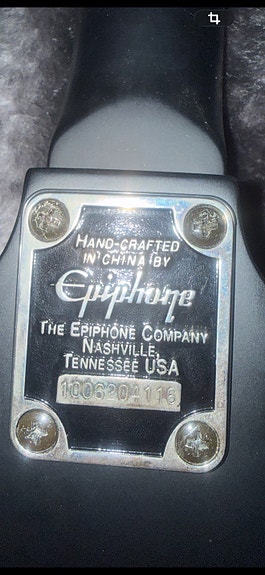 HAND-CRAFTED
IN CHINA BY
Epiphone
THE EPIPHONE COMPANY
NASHVILLE,
TENNESSEE USA